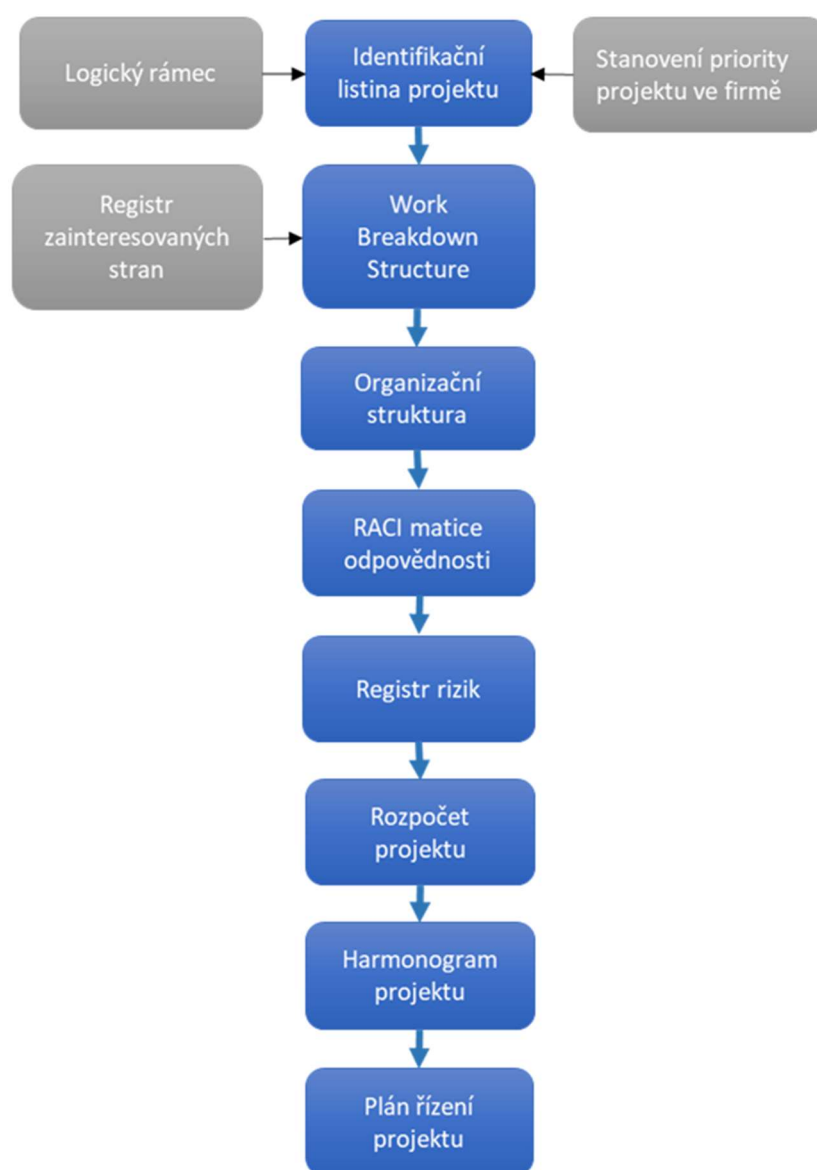 Logický rámec
Identifikační
listina projektu
Stanovení priority
projektu ve firmě
Registr
zainteresovaných
stran
Work
Breakdown
Structure
Organizační
struktura
RACI matice
odpovědnosti
Registr rizik
Rozpočet
projektu
Harmonogram
projektu
Plán řízení
projektu